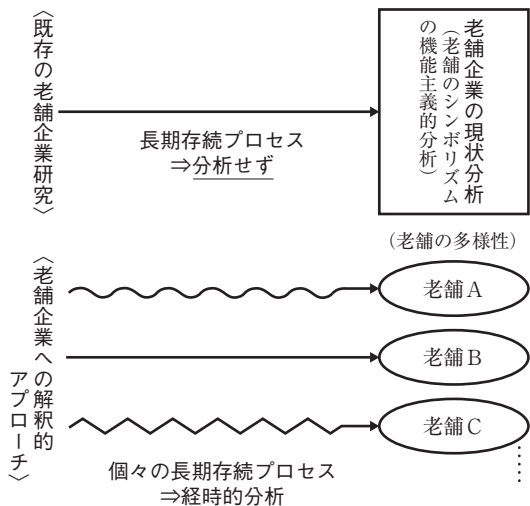 〈既存の老舗企業研究〉
長期存続プロセス
⇒分析せず
老舗企業の現状分析
（老舗のシンボリズム
の機能主義的分析）
（老舗の多様性）
〈老舗企業への解釈的
アプローチ〉
老舗A
老舗B
老舗C
個々の長期存続プロセス
⇒経時的分析